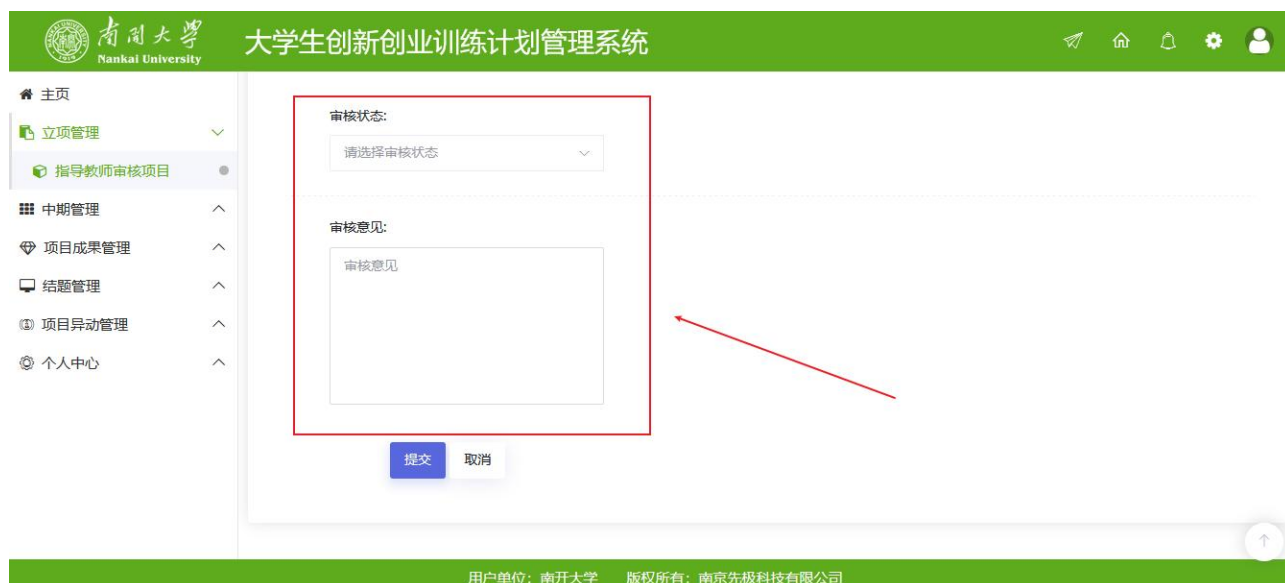 南开大学
Nankai University
大学生创新创业训练计划管理系统
主页
立项管理
指导教师审核项目
中期管理
项目成果管理
结题管理
项目异动管理
个人中心
审核状态:
请选择审核状态
审核意见:
审核意见
提交 取消
用户单位：南开大学 版权所有：南京先极科技有限公司